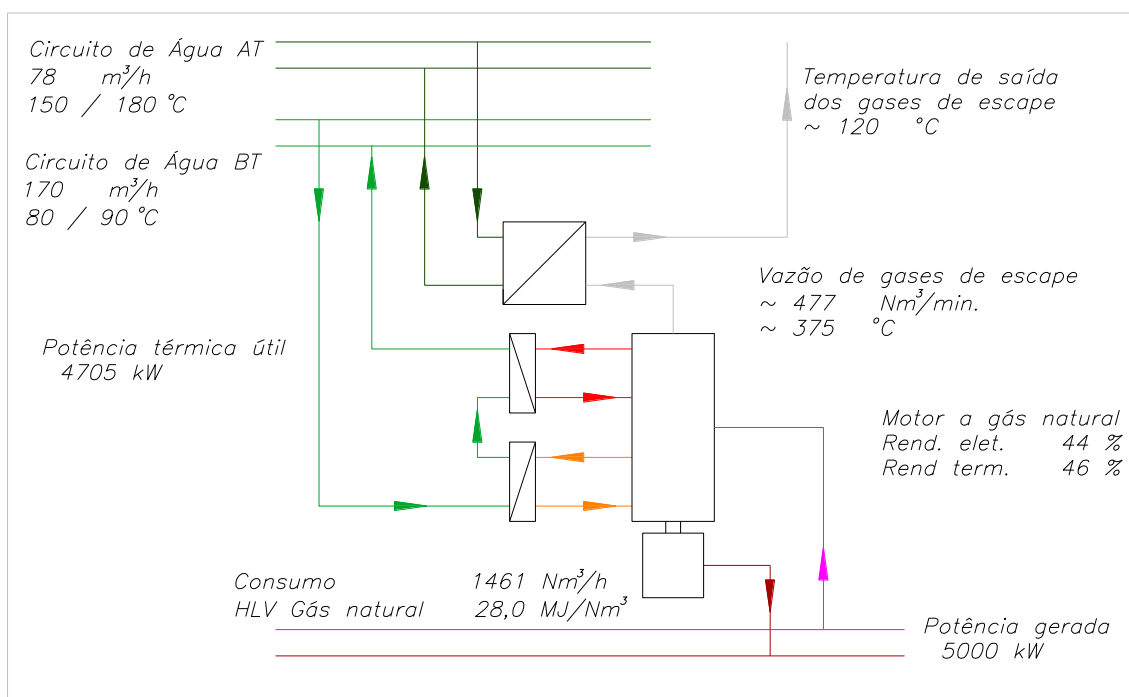 Circuito de Água AT
78 m³/h
150 / 180 °C
Temperatura de saída
dos gases de escape
~ 120 °C
Circuito de Água BT
170 m³/h
80 / 90 °C
Vazão de gases de escape
~ 477 Nm³/min.
~ 375 °C
Potência térmica útil
4705 kW
Motor a gás natural
Rend. elet. 44 %
Rend term. 46 %
Consumo 1461 Nm³/h
HLV Gás natural 28,0 MJ/Nm³
Potência gerada
5000 kW